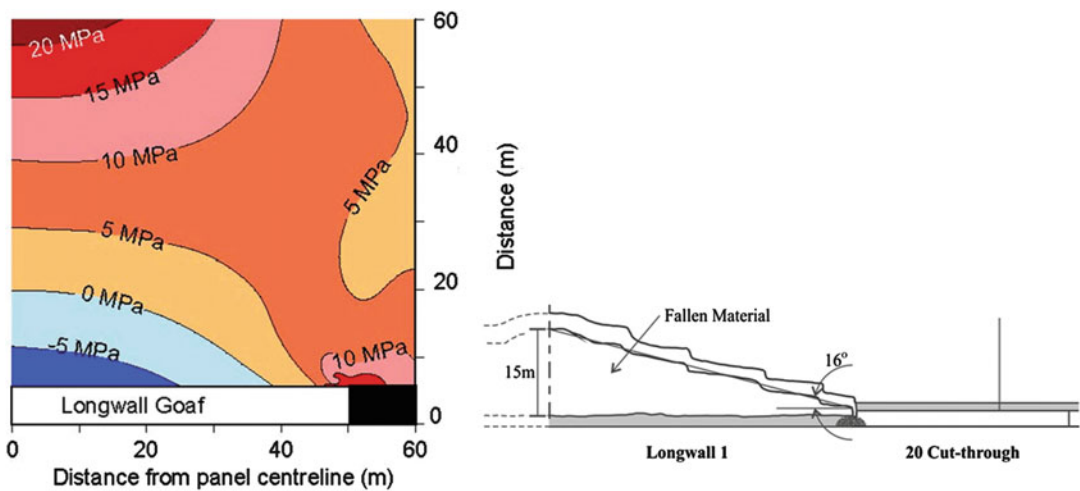 20 MPa
15 MPa
10 MPa
5 MPa
5 MPa
0 MPa
-5 MPa
10 MPa
Longwall Goaf
60
40
20
0
Distance (m)
0 20 40 60
Distance from panel centreline (m)
Fallen Material
16°
15m
Longwall 1 20 Cut-through